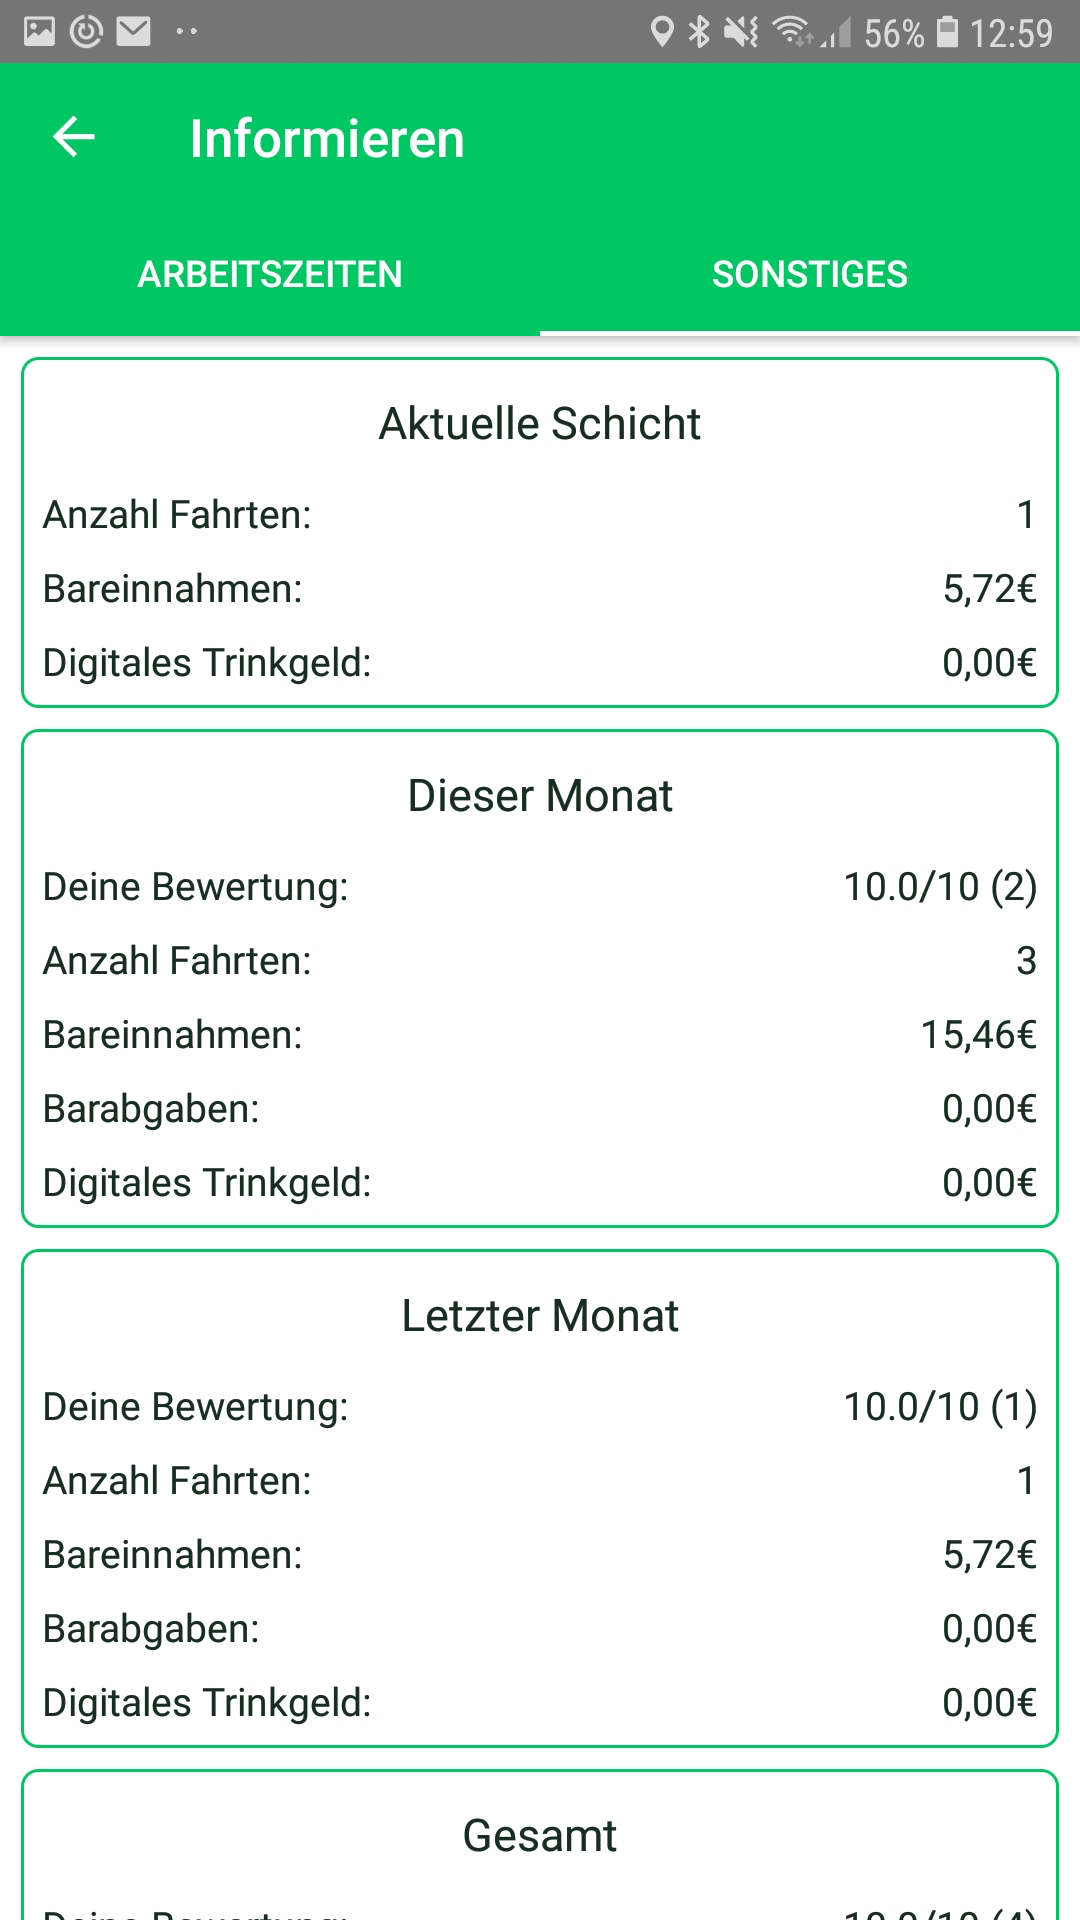 56% 12:59
Informieren
ARBEITSZEITEN SONSTIGES
Aktuelle Schicht
Anzahl Fahrten: 1
Bareinnahmen: 5,72€
Digitales Trinkgeld: 0,00€
Dieser Monat
Deine Bewertung: 10.0/10 (2)
Anzahl Fahrten: 3
Bareinnahmen: 15,46€
Barabgaben: 0,00€
Digitales Trinkgeld: 0,00€
Letzter Monat
Deine Bewertung: 10.0/10 (1)
Anzahl Fahrten: 1
Bareinnahmen: 5,72€
Barabgaben: 0,00€
Digitales Trinkgeld: 0,00€
Gesamt
Deine Bewertung: